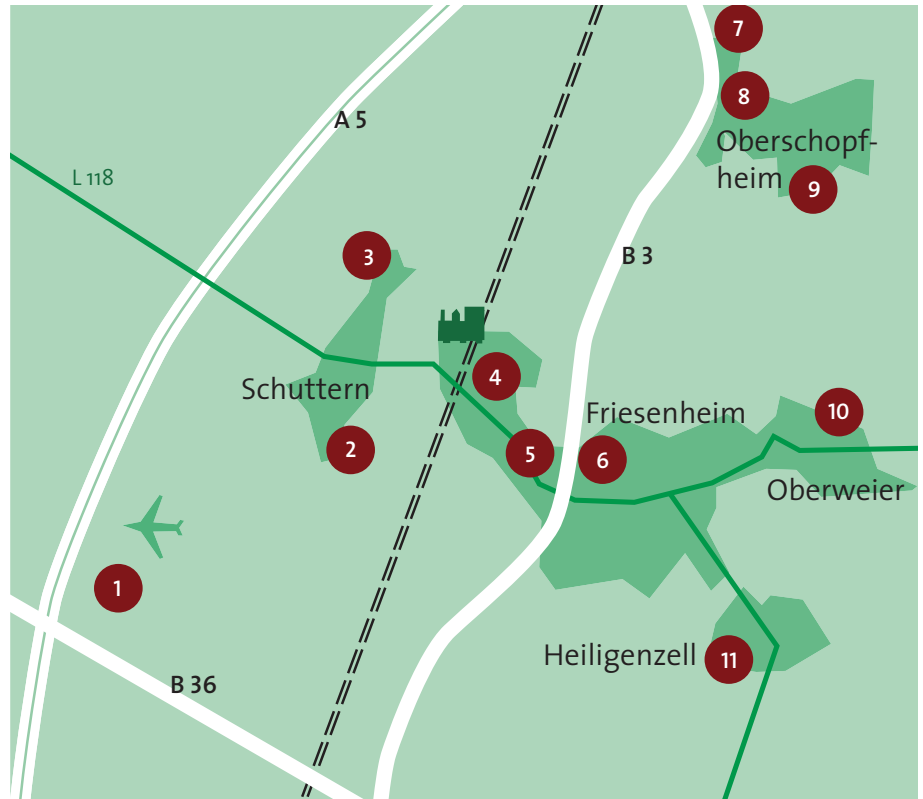 7
8
A 5
Oberschopf-
heim
9
L 118
3
B 3
4
Schuttern
Friesenheim
10
2
5
6
Oberweier
1
Heiligenzell
11
B 36